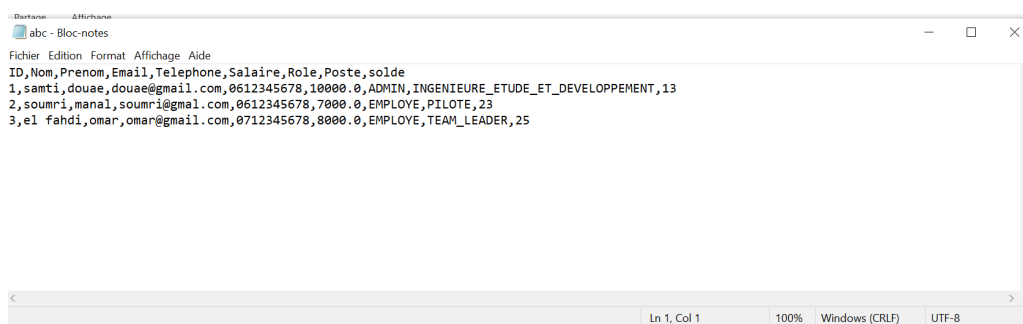 Partage Affichage
abc - Bloc-notes
Fichier Edition Format Affichage Aide
ID,Nom,Prenom,Email,Telephone,Salaire,Role,Poste,solde
1,samti,douae,douae@gmail.com,0612345678,10000.0,ADMIN,INGENIEURE_ETUDE_ET_DEVELOPPEMENT,13
2,soumri,manal,soumri@gmal.com,0612345678,7000.0,EMPLOYE,PILOTE,23
3,el fahdi,omar,omar@gmail.com,0712345678,8000.0,EMPLOYE,TEAM_LEADER,25
Ln 1, Col 1 100% Windows (CRLF) UTF-8